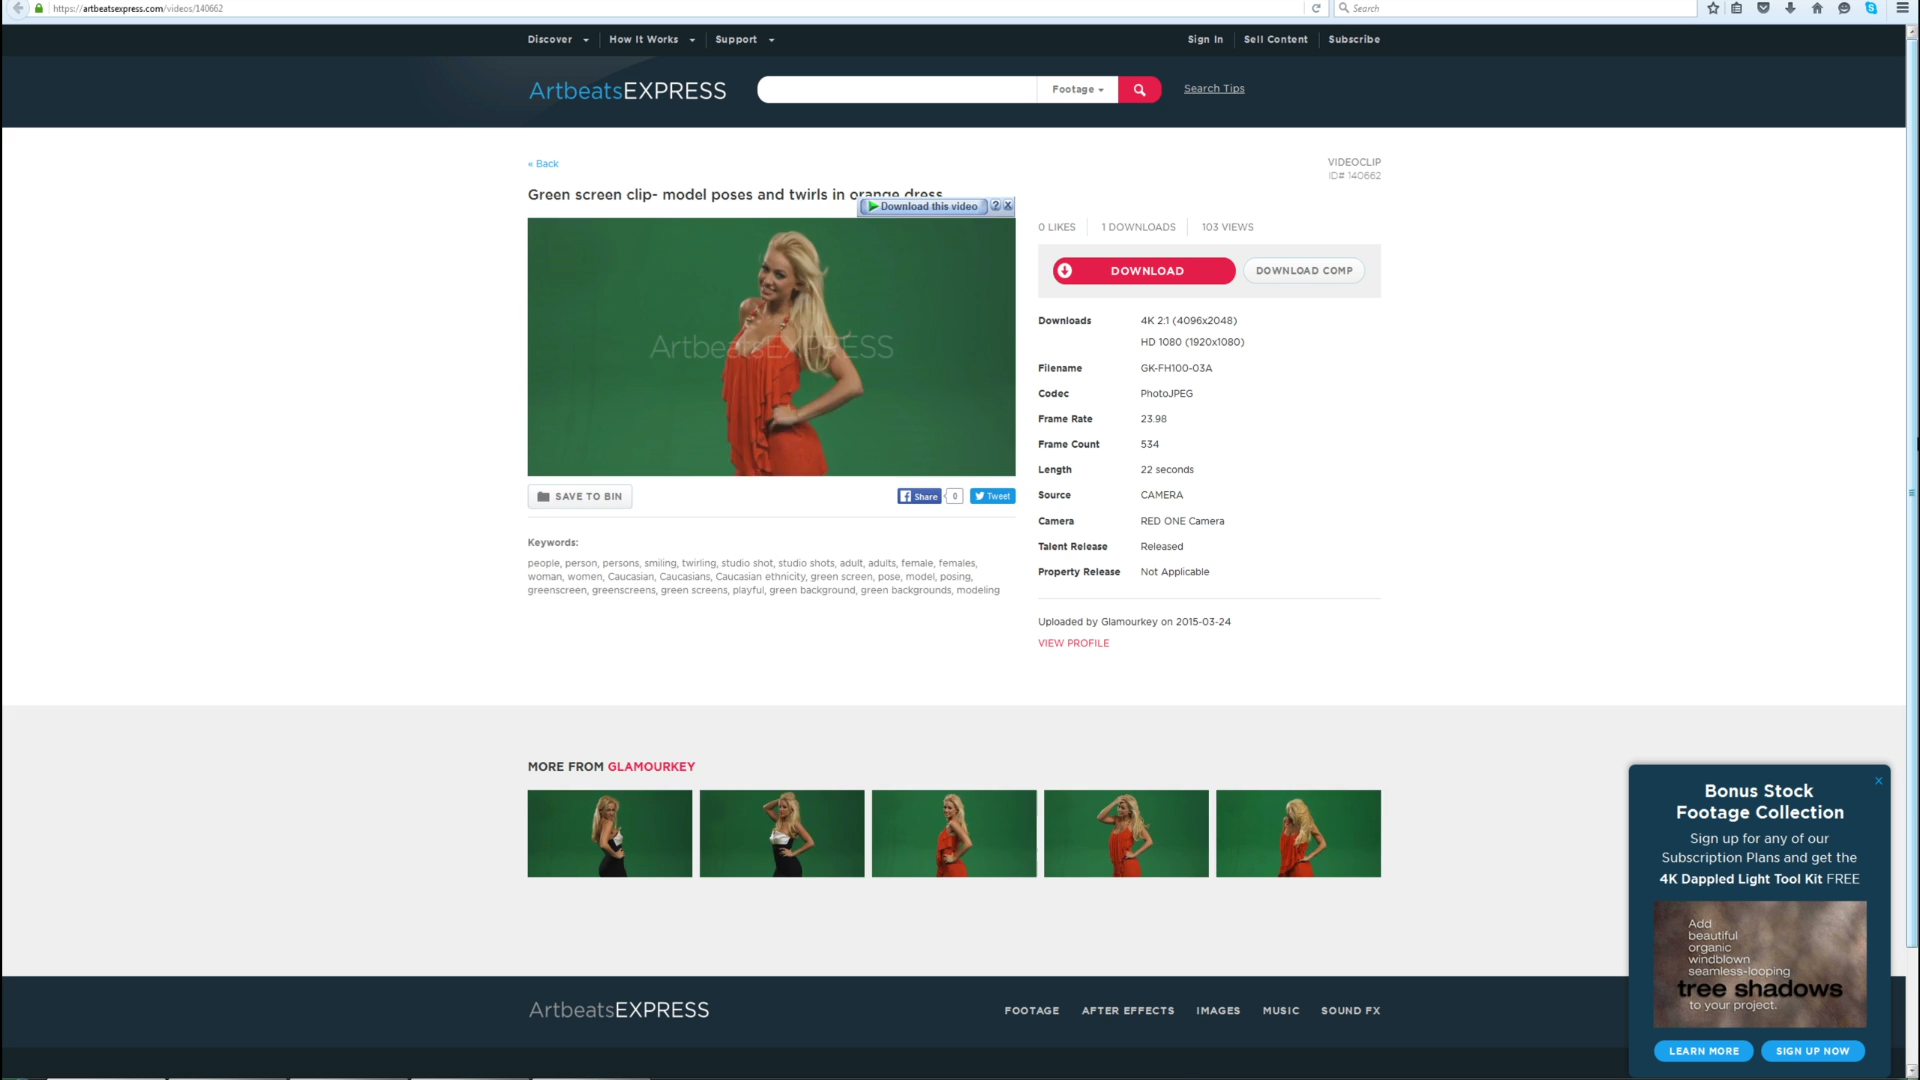 https://artbeatsexpress.com/videos/140662
Search
Discover
How It Works
Support
Sign In
Sell Content
Subscribe
ArtbeatsEXPRESS
Footage
Search Tips
« Back
VIDEOCLIP
ID# 140662
Green screen clip- model poses and twirls in orange dress
Download this video
0 LIKES
1 DOWNLOADS
103 VIEWS
DOWNLOAD
DOWNLOAD COMP
ArtbeatsEXPRESS
Downloads 4K 2:1 (4096x2048)
HD 1080 (1920x1080)
Filename GK-FH100-03A
Codec PhotoJPEG
Frame Rate 23.98
Frame Count 534
Length 22 seconds
Source CAMERA
Camera RED ONE Camera
Talent Release Released
Property Release Not Applicable
SAVE TO BIN
Share
0
Tweet
Keywords:
people, person, persons, smiling, twirling, studio shot, studio shots, adult, adults, female, females,
woman, women, Caucasian, Caucasians, Caucasian ethnicity, green screen, pose, model, posing,
greenscreen, greenscreens, green screens, playful, green background, green backgrounds, modeling
Uploaded by Glamourkey on 2015-03-24
VIEW PROFILE
MORE FROM GLAMOURKEY
Bonus Stock
Footage Collection
Sign up for any of our
Subscription Plans and get the
4K Dappled Light Tool Kit FREE
Add
beautiful
organic
windblown
seamless-looping
tree shadows
to your project.
LEARN MORE
SIGN UP NOW
ArtbeatsEXPRESS
FOOTAGE
AFTER EFFECTS
IMAGES
MUSIC
SOUND FX